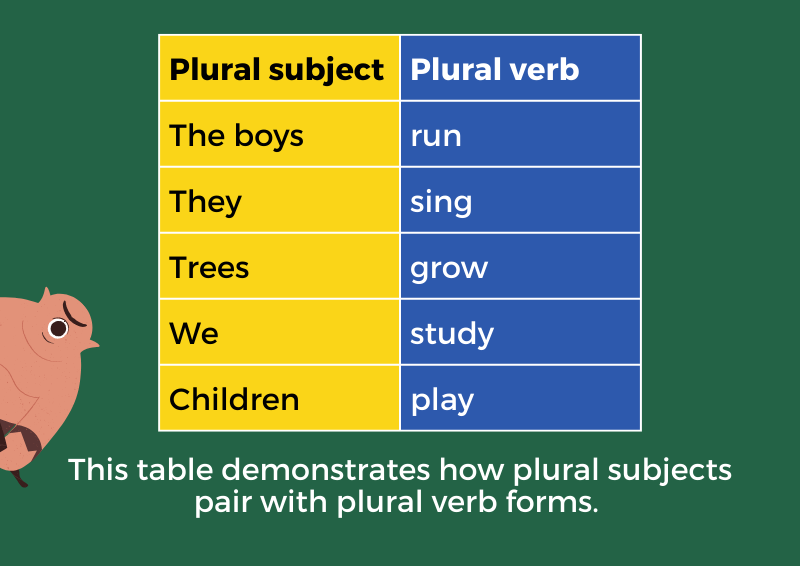 Plural subject Plural verb
The boys run
They sing
Trees grow
We study
Children play
This table demonstrates how plural subjects
pair with plural verb forms.